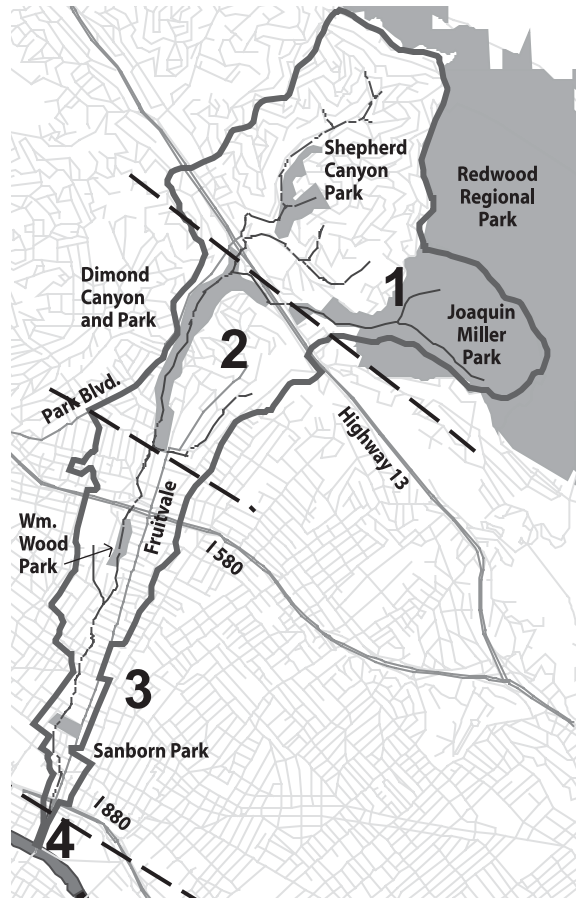 Shepherd
Canyon
Park
Redwood
Regional
Park
Dimond
Canyon
and Park
1
Joaquin
Miller
Park
2
Park Blvd.
Highway 13
Fruitvale
Wm.
Wood
Park
I 580
3
Sanborn Park
I 880
4